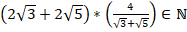 (2√3 + 2√5) * (4/(√3+√5)) ∈ ℕ